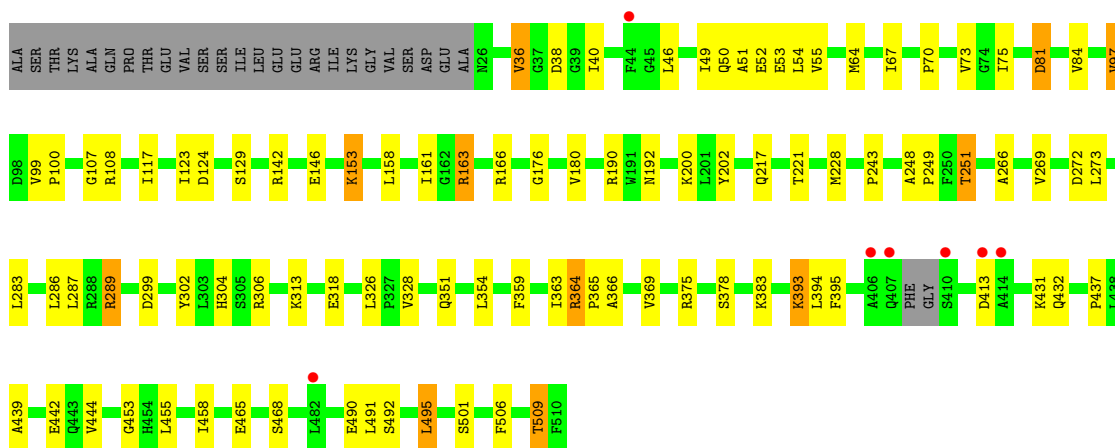 ALA SER THR LYS ALA GLN PRO THR GLU VAL SER SER ILE LEU GLU GLU ARG ILE LYS GLY VAL SER ASP GLU ALA N26 V36 G37 D38 G39 I40 F44 G45 L46 I49 Q50 A51 E52 E53 L54 V55 M64 I67 P70 V73 G74 I75 D81 V84 V97
D98 V99 P100 G107 R108 I117 I123 D124 S129 R142 E146 K153 L158 I161 G162 R163 R166 G176 V180 R190 W191 N192 K200 L201 Y202 Q217 T221 M228 P243 A248 P249 F250 T251 A266 V269 D272 L273
L283 L286 L287 R288 R289 D299 Y302 L303 H304 S305 R306 K313 E318 L326 P327 V328 Q351 L354 F359 I363 R364 P365 A366 V369 R375 S378 K383 K393 L394 F395 A406 Q407 PHE GLY S410 D413 A414 K431 Q432 P437 L438
A439 E442 Q443 V444 G453 H454 L455 I458 E465 S468 L482 E490 L491 S492 L495 S501 F506 T509 F510